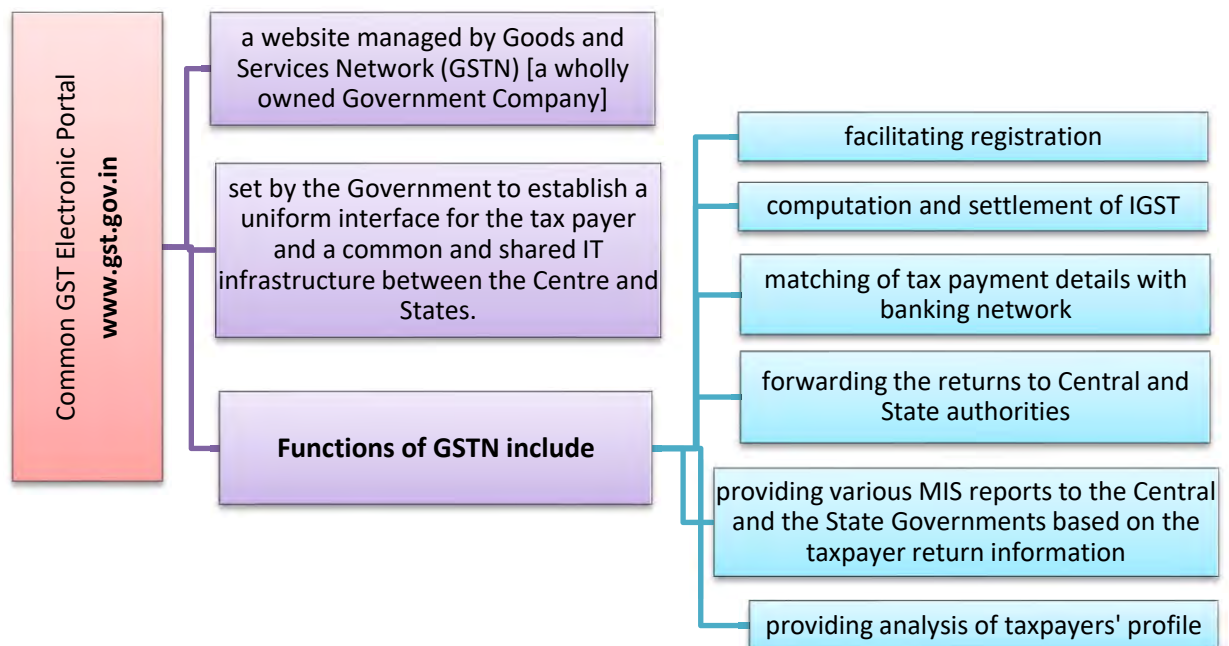 Common GST Electronic Portal
www.gst.gov.in
a website managed by Goods and
Services Network (GSTN) [a wholly
owned Government Company]
set by the Government to establish a
uniform interface for the tax payer
and a common and shared IT
infrastructure between the Centre and
States.
Functions of GSTN include
facilitating registration
computation and settlement of IGST
matching of tax payment details with
banking network
forwarding the returns to Central and
State authorities
providing various MIS reports to the Central
and the State Governments based on the
taxpayer return information
providing analysis of taxpayers' profile